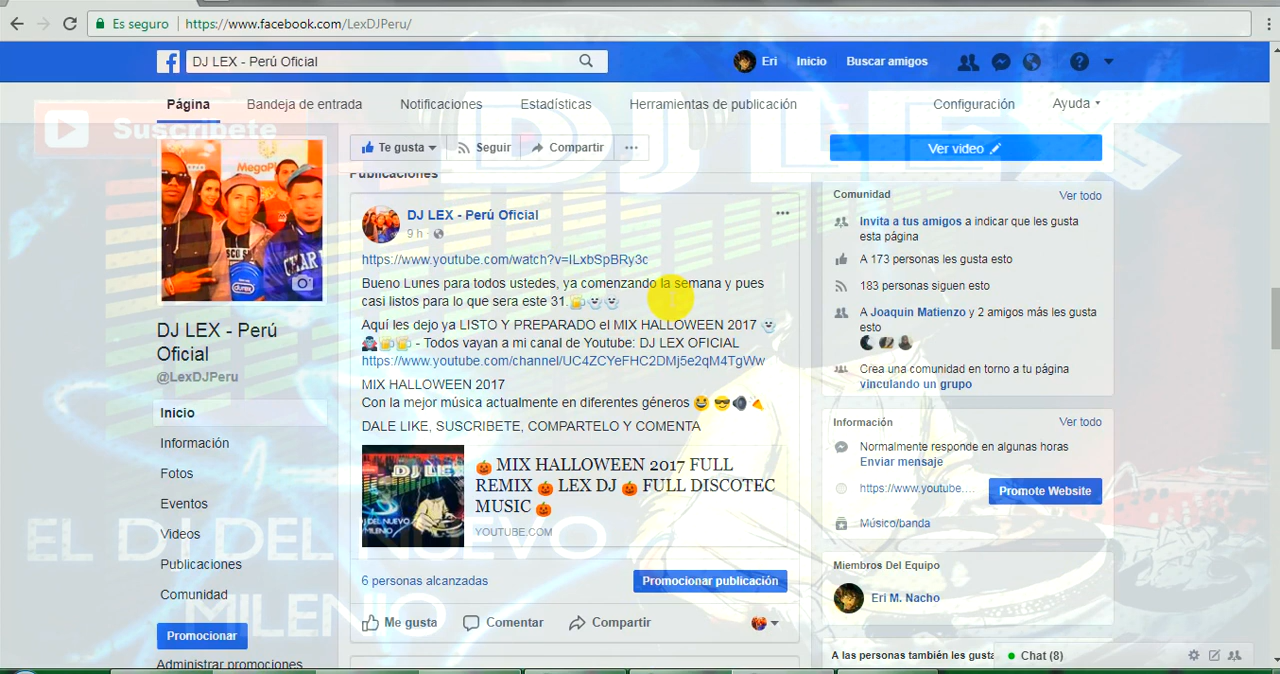 Es seguro
https://www.facebook.com/LexDJPeru/
DJ LEX - Perú Oficial
Eri
Inicio
Buscar amigos
Página
Bandeja de entrada
Notificaciones
Estadísticas
Herramientas de publicación
Configuración
Ayuda
Suscribete
DJ LEX
MegaPl
Te gusta
Seguir
Compartir
Ver video
Publicaciones
DJ LEX - Perú Oficial
9 h
https://www.youtube.com/watch?v=ILxbSpBRy3c
Bueno Lunes para todos ustedes, ya comenzando la semana y pues
casi listos para lo que sera este 31.🍺👻👻
Aquí les dejo ya LISTO Y PREPARADO el MIX HALLOWEEN 2017 👻
🧛🍺🍺 - Todos vayan a mi canal de Youtube: DJ LEX OFICIAL
https://www.youtube.com/channel/UC4ZCYeFHC2DMj5e2qM4TgWw
MIX HALLOWEEN 2017
Con la mejor música actualmente en diferentes géneros 😀 😎 🔊 🎉
DALE LIKE, SUSCRIBETE, COMPARTELO Y COMENTA
DJ LEX
DJ DEL NUEVO
MILENIO
🎃 MIX HALLOWEEN 2017 FULL
REMIX 🎃 LEX DJ 🎃 FULL DISCOTEC
MUSIC 🎃
YOUTUBE.COM
6 personas alcanzadas
Promocionar publicación
Me gusta
Comentar
Compartir
DJ LEX - Perú
Oficial
@LexDJPeru
Inicio
Información
Fotos
Eventos
Videos
Publicaciones
Comunidad
Promocionar
Administrar promociones
EL DJ DEL NUEVO
MILENIO
Comunidad
Ver todo
Invita a tus amigos a indicar que les gusta
esta página
A 173 personas les gusta esto
183 personas siguen esto
A Joaquin Matienzo y 2 amigos más les gusta
esto
Crea una comunidad en torno a tu página
vinculando un grupo
Información
Ver todo
Normalmente responde en algunas horas
Enviar mensaje
https://www.youtube....
Promote Website
Músico/banda
Miembros Del Equipo
Eri M. Nacho
A las personas también les gusta
Chat (8)